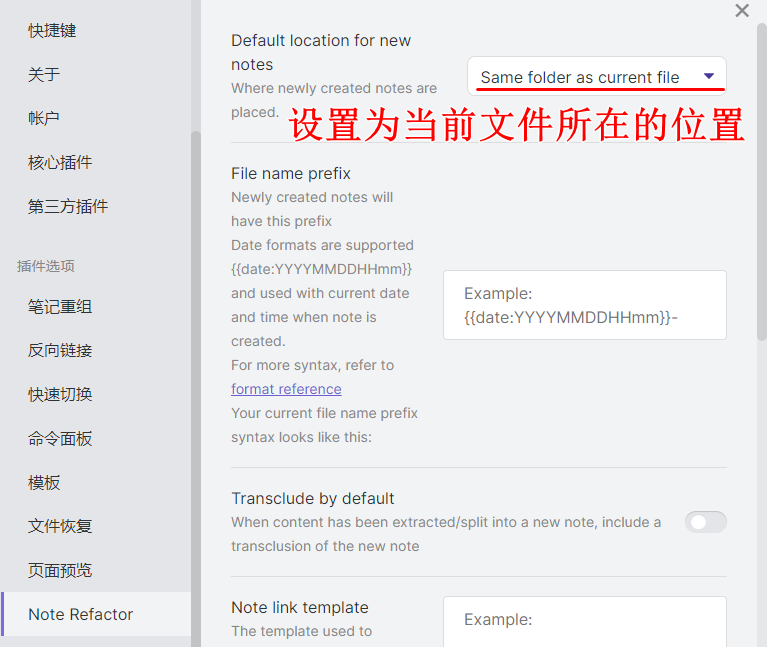 快捷键
关于
帐户
核心插件
第三方插件
插件选项
笔记重组
反向链接
快速切换
命令面板
模板
文件恢复
页面预览
Note Refactor
Default location for new
notes
Where newly created notes are
placed.
Same folder as current file
设置为当前文件所在的位置
File name prefix
Newly created notes will
have this prefix
Date formats are supported
{{date:YYYYMMDDHHmm}}
and used with current date
and time when note is
created.
For more syntax, refer to
format reference
Your current file name prefix
syntax looks like this:
Example:
{{date:YYYYMMDDHHmm}}-
Transclude by default
When content has been extracted/split into a new note, include a
transclusion of the new note
Note link template
The template used to
Example: